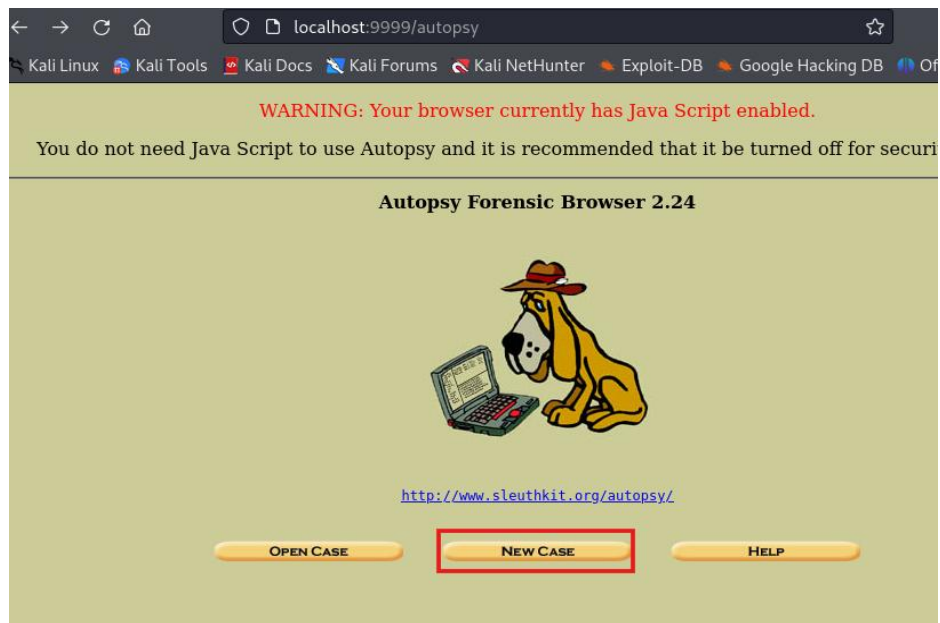 localhost:9999/autopsy
Kali Linux Kali Tools Kali Docs Kali Forums Kali NetHunter Exploit-DB Google Hacking DB Of
WARNING: Your browser currently has Java Script enabled.
You do not need Java Script to use Autopsy and it is recommended that it be turned off for securi
Autopsy Forensic Browser 2.24
http://www.sleuthkit.org/autopsy/
OPEN CASE NEW CASE HELP